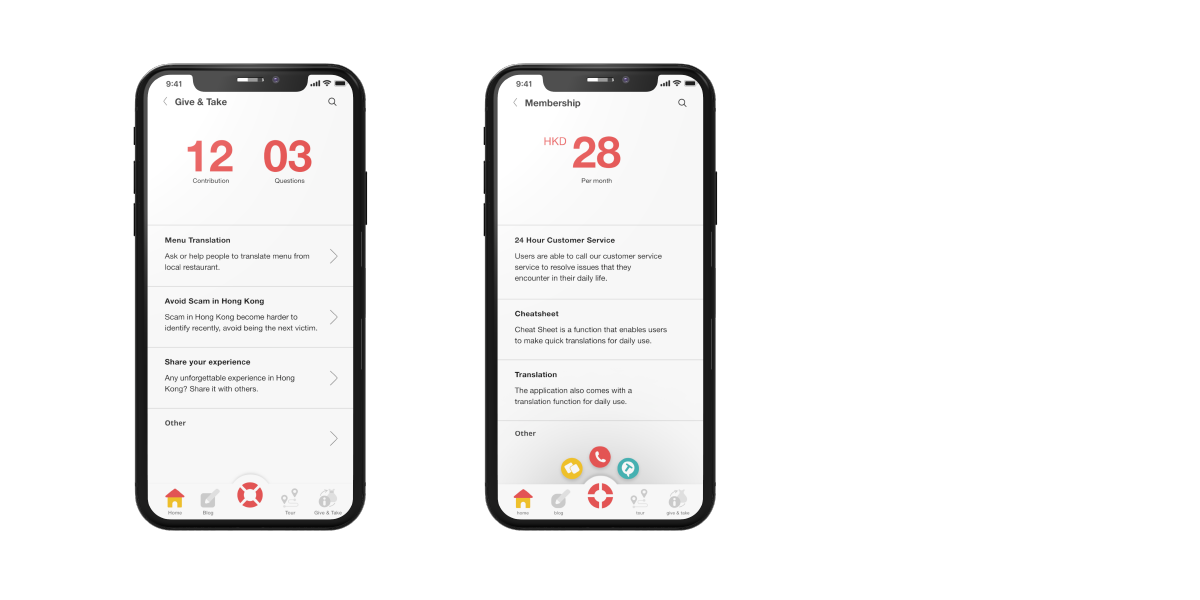 9:41
Give & Take
12 03
Contribution Questions
Menu Translation
Ask or help people to translate menu from
local restaurant.
Avoid Scam in Hong Kong
Scam in Hong Kong become harder to
identify recently, avoid being the next victim.
Share your experience
Any unforgettable experience in Hong
Kong? Share it with others.
Other
Home Blog Tour Give & Take
9:41
Membership
HKD 28
Per month
24 Hour Customer Service
Users are able to call our customer service
service to resolve issues that they
encounter in their daily life.
Cheatsheet
Cheat Sheet is a function that enables users
to make quick translations for daily use.
Translation
The application also comes with a
translation function for daily use.
Other
home blog tour give & take